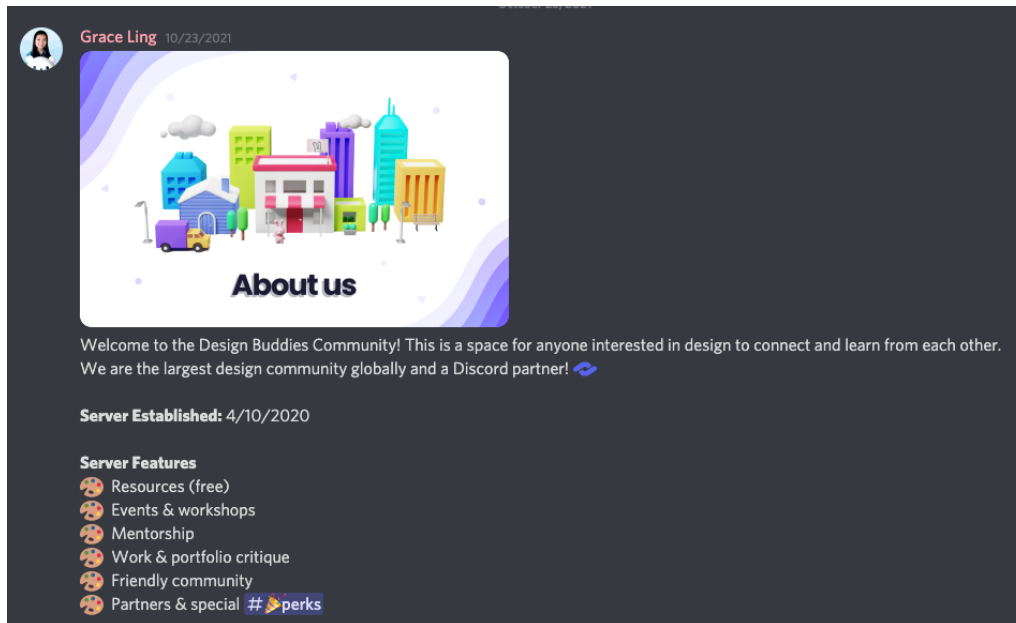 Grace Ling 10/23/2021
About us
Welcome to the Design Buddies Community! This is a space for anyone interested in design to connect and learn from each other.
We are the largest design community globally and a Discord partner!
Server Established: 4/10/2020
Server Features
🎨 Resources (free)
🎨 Events & workshops
🎨 Mentorship
🎨 Work & portfolio critique
🎨 Friendly community
🎨 Partners & special #🎉perks